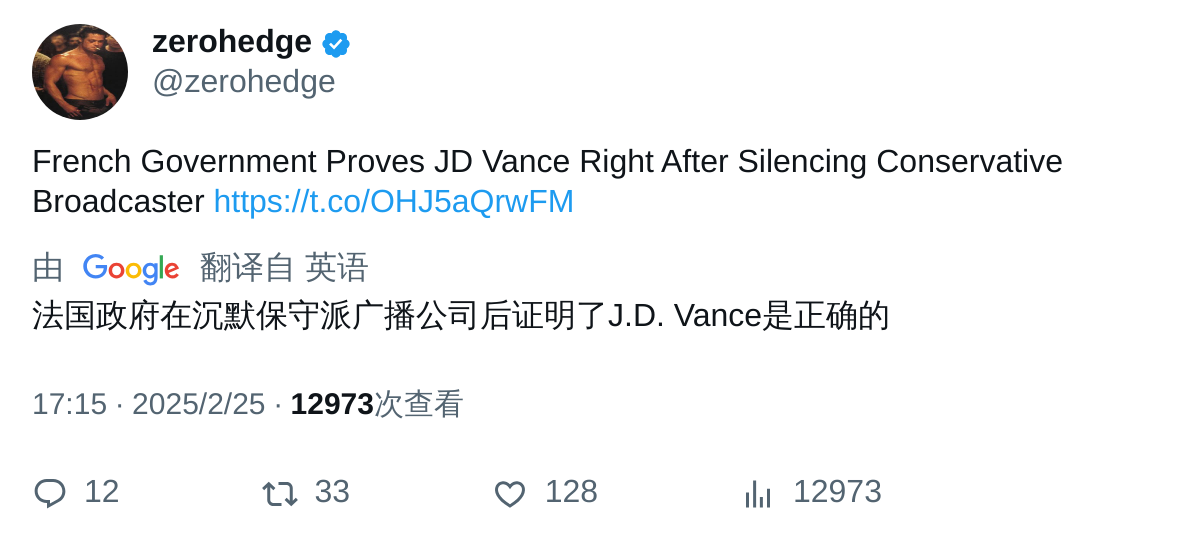 zerohedge
@zerohedge
French Government Proves JD Vance Right After Silencing Conservative
Broadcaster https://t.co/OHJ5aQrwFM
由 Google 翻译自 英语
法国政府在沉默保守派广播公司后证明了J.D. Vance是正确的
17:15 · 2025/2/25 · 12973次查看
12 33 128 12973